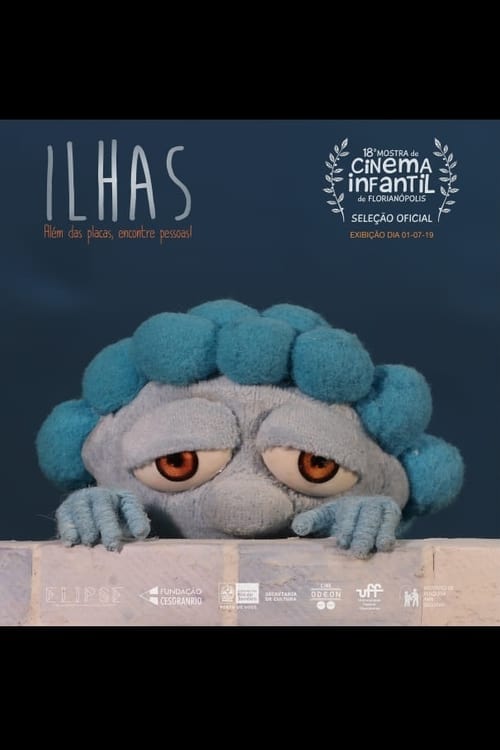 ILHAS
Além das placas, encontre pessoas!
18ª MOSTRA de
CiNEMA
iNFANTiL
de FLORIANÓPOLIS
SELEÇÃO OFICIAL
EXIBIÇÃO DIA 01-07-19
ELIPSE
FUNDAÇÃO
CESGRANRIO
SECRETARIA
DE CULTURA
CINE
ODEON
uff